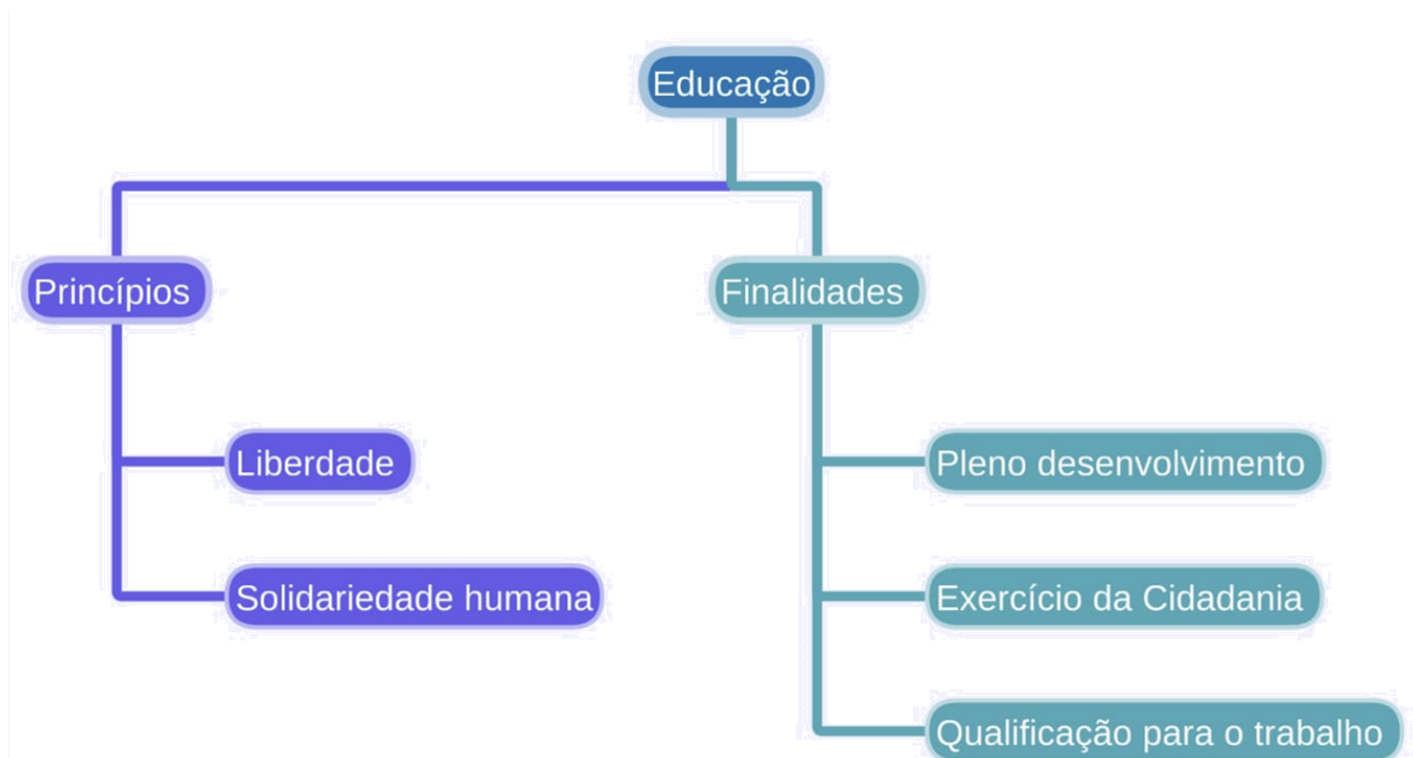 Educação
Princípios
Finalidades
Liberdade
Pleno desenvolvimento
Solidariedade humana
Exercício da Cidadania
Qualificação para o trabalho